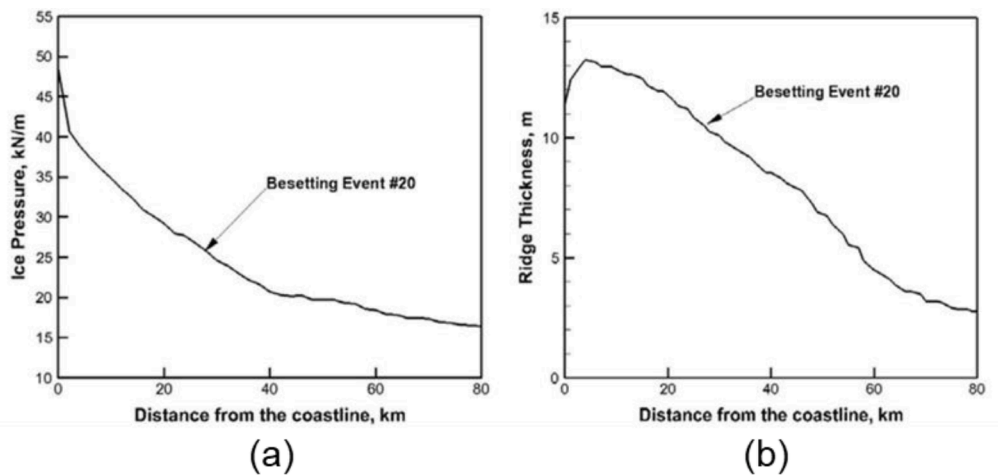 55
50
45
40
35
30
25
20
15
10
Ice Pressure, kN/m
Besetting Event #20
0 20 40 60 80
Distance from the coastline, km
(a)
15
10
5
0
Ridge Thickness, m
Besetting Event #20
0 20 40 60 80
Distance from the coastline, km
(b)